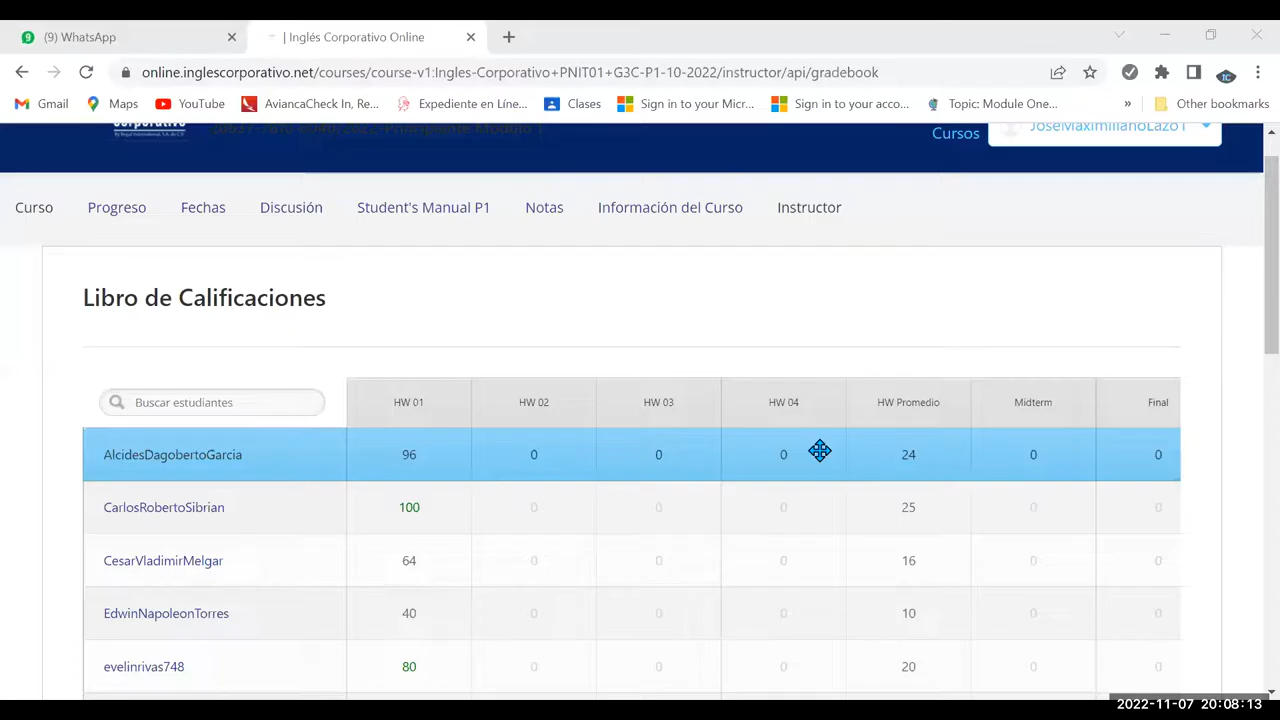 (9) WhatsApp
| Inglés Corporativo Online
online.inglescorporativo.net/courses/course-v1:Ingles-Corporativo+PNIT01+G3C-P1-10-2022/instructor/api/gradebook
Gmail Maps YouTube AviancaCheck In, Re... Expediente en Líne... Clases Sign in to your Micr... Sign in to your acco... Topic: Module One... » Other bookmarks
Corporativo
Cursos JoseMaximilianoLazo1
Curso Progreso Fechas Discusión Student's Manual P1 Notas Información del Curso Instructor
Libro de Calificaciones
Buscar estudiantes HW 01 HW 02 HW 03 HW 04 HW Promedio Midterm Final
AlcidesDagobertoGarcia 96 0 0 0 24 0 0
CarlosRobertoSibrian 100 0 0 0 25 0 0
CesarVladimirMelgar 64 0 0 0 16 0 0
EdwinNapoleonTorres 40 0 0 0 10 0 0
evelinrivas748 80 0 0 0 20 0 0
2022-11-07 20:08:13